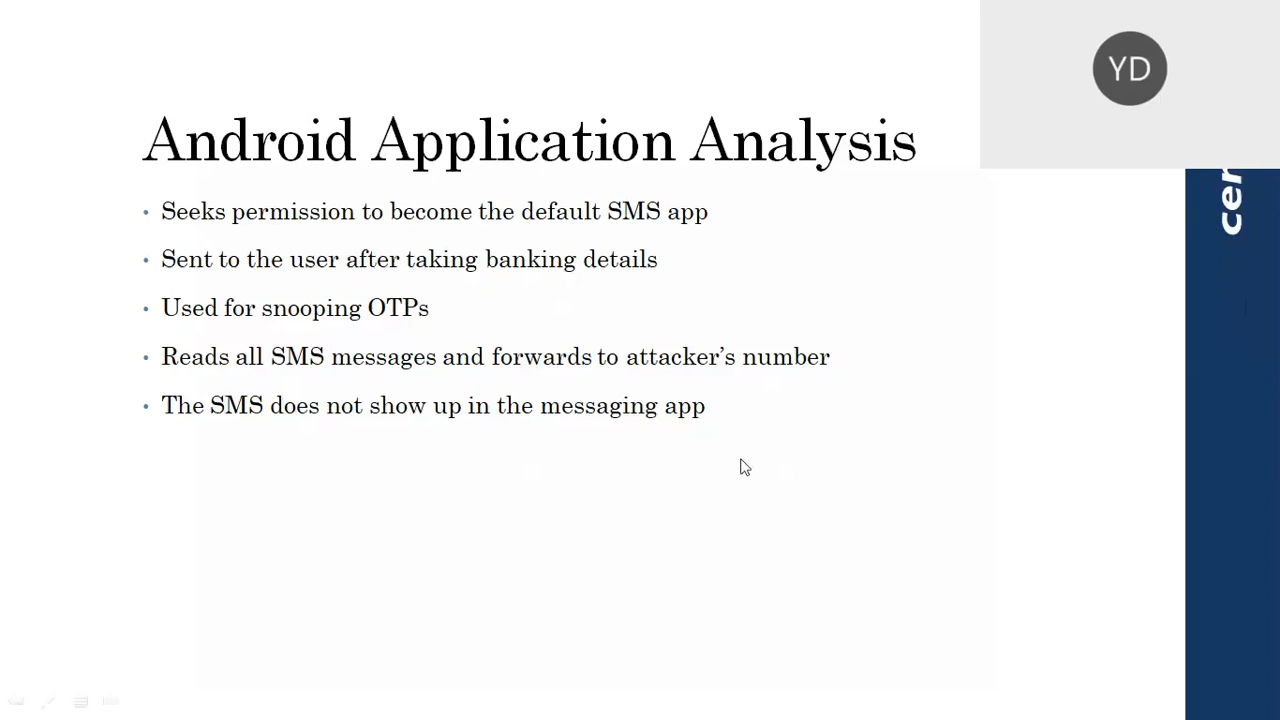 YD
Android Application Analysis
• Seeks permission to become the default SMS app
• Sent to the user after taking banking details
• Used for snooping OTPs
• Reads all SMS messages and forwards to attacker’s number
• The SMS does not show up in the messaging app
cer